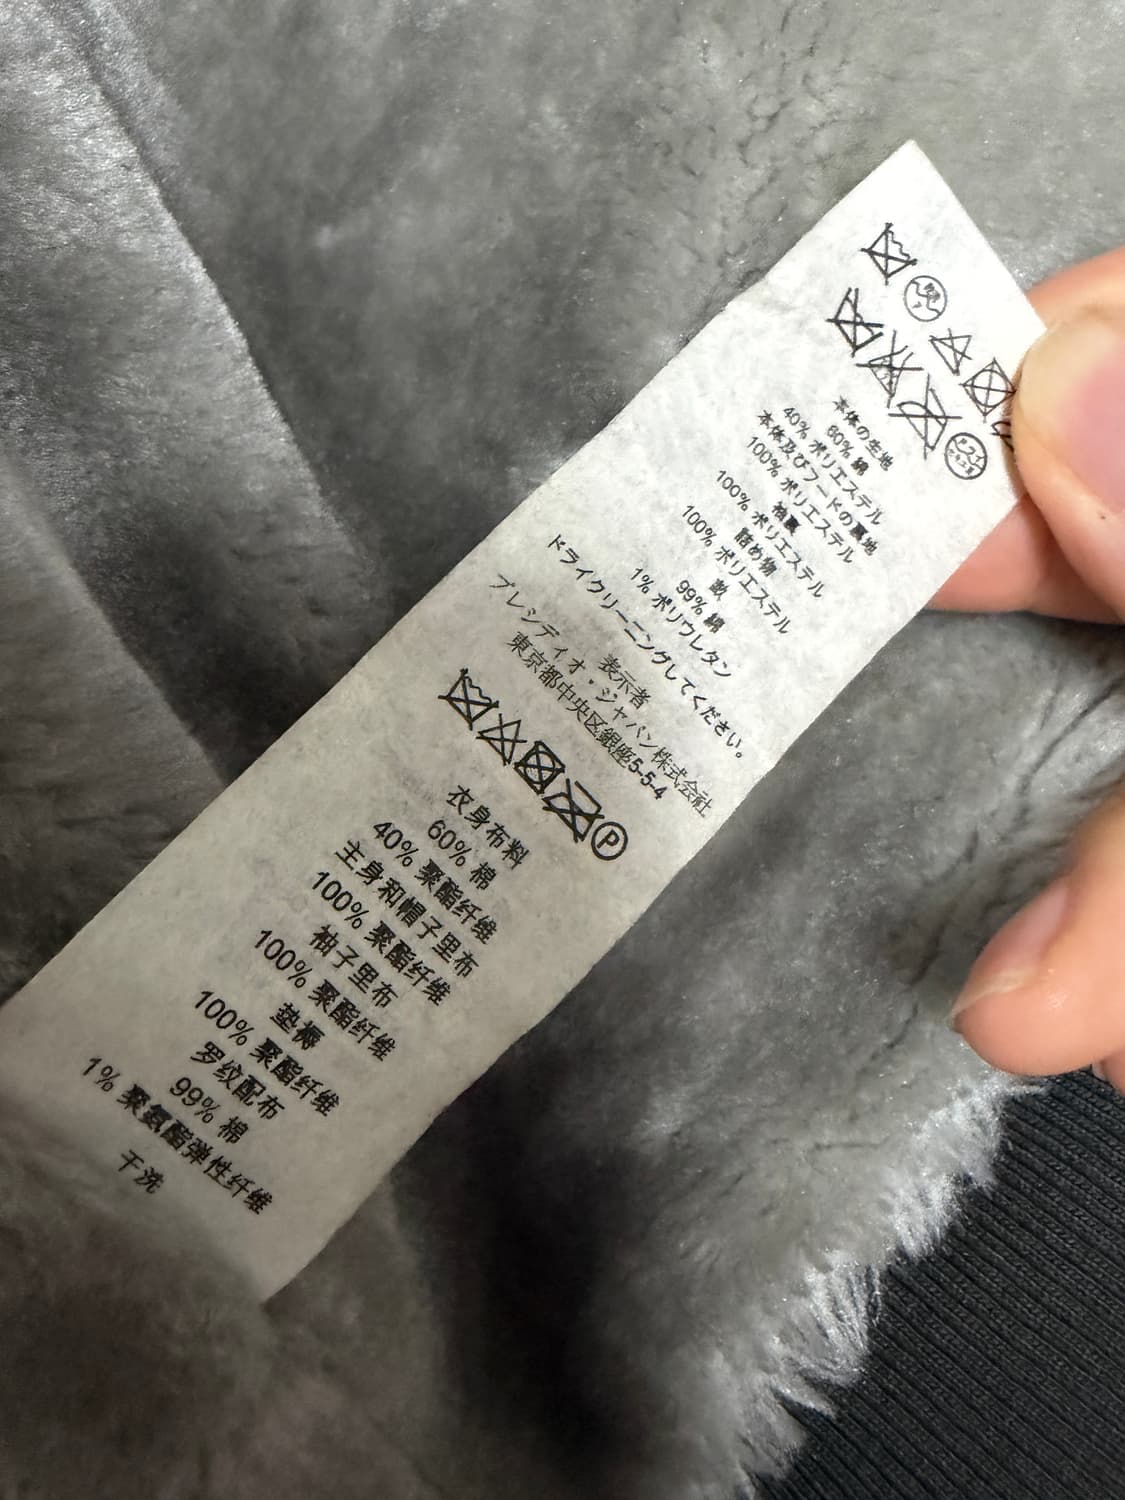 本体の生地
60% 綿
40% ポリエステル
本体及びフードの裏地
100% ポリエステル
袖裏
100% ポリエステル
詰め物
100% ポリエステル
畝
99% 綿
1% ポリウレタン
ドライクリーニングしてください。
表示者
プレシディオ・ジャパン株式会社
東京都中央区銀座5-5-4
P
衣身布料
60% 棉
40% 聚酯纤维
主身和帽子里布
100% 聚酯纤维
袖子里布
100% 聚酯纤维
垫褥
100% 聚酯纤维
罗纹配布
99% 棉
1% 聚氨酯弹性纤维
干洗